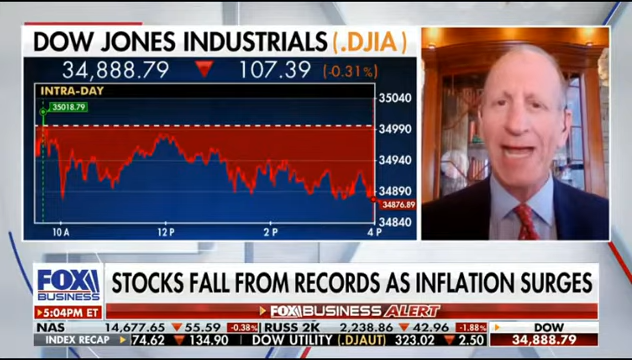 DOW JONES INDUSTRIALS (.DJIA)
34,888.79 ▼ 107.39 (-0.31%)
INTRA-DAY
35018.79
35040
34990
34940
34890
34876.89
34840
10 A 12 P 2 P 4 P
FOX
BUSINESS
5:04PM ET
STOCKS FALL FROM RECORDS AS INFLATION SURGES
FOX BUSINESS ALERT
NAS 14,677.65 ▼ 55.59 -0.38% RUSS 2K 2,238.86 ▼ 42.96 -1.88% DOW
INDEX RECAP 74.62 ▼ 134.90 DOW UTILITY (.DJAUT) 323.02 ▼ 2.50 34,888.79